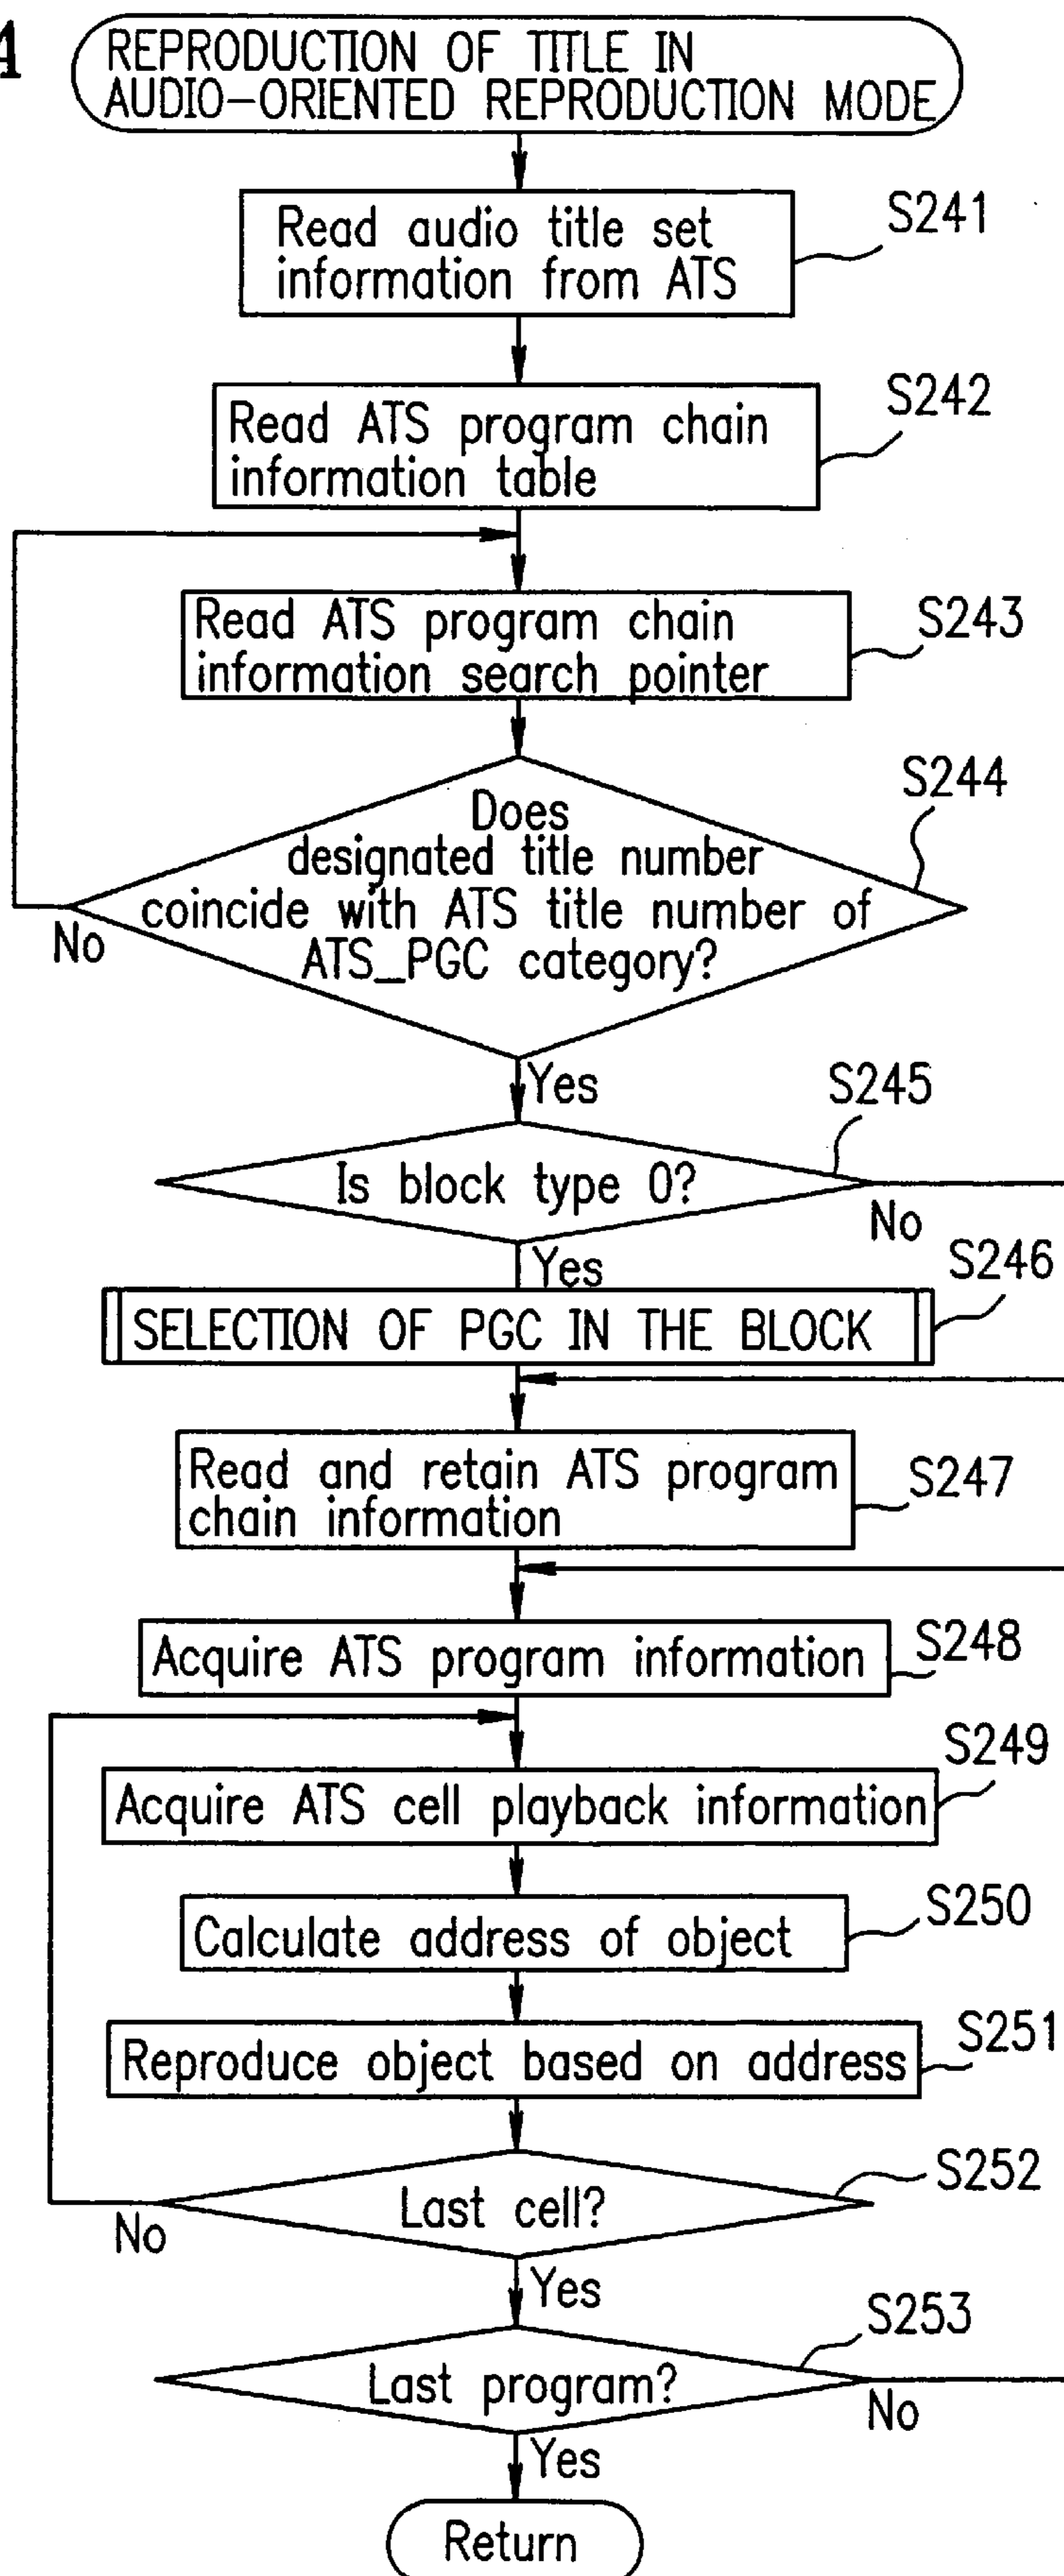 REPRODUCTION OF TITLE IN
AUDIO-ORIENTED REPRODUCTION MODE
Read audio title set
information from ATS
S241
Read ATS program chain
information table
S242
Read ATS program chain
information search pointer
S243
Does
designated title number
coincide with ATS title number of
ATS_PGC category?
S244
No
Yes
Is block type 0?
S245
No
Yes
SELECTION OF PGC IN THE BLOCK
S246
Read and retain ATS program
chain information
S247
Acquire ATS program information
S248
Acquire ATS cell playback information
S249
Calculate address of object
S250
Reproduce object based on address
S251
Last cell?
S252
No
Yes
Last program?
S253
No
Yes
Return